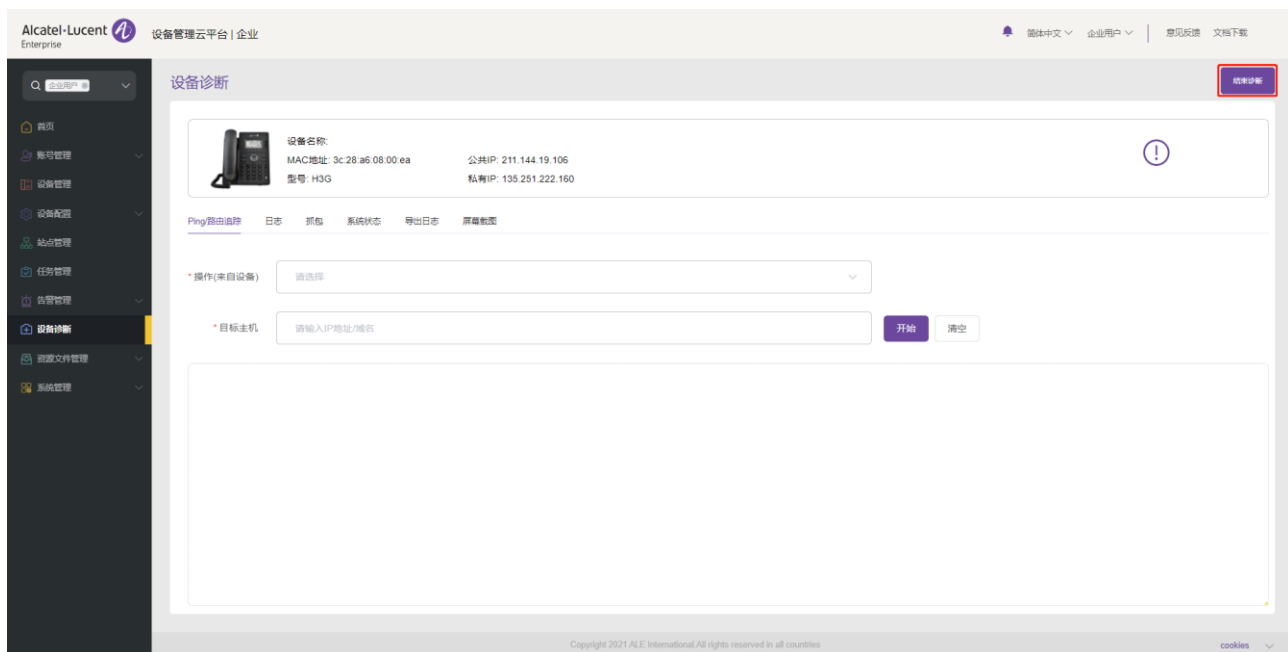 Alcatel·Lucent
Enterprise
设备管理云平台 | 企业
简体中文 企业用户 意见反馈 文档下载
企业用户
设备诊断
结束诊断
首页
账号管理
设备管理
设备配置
站点管理
任务管理
告警管理
设备诊断
资源文件管理
系统管理
设备名称:
MAC地址: 3c:28:a6:08:00:ea 公共IP: 211.144.19.106
型号: H3G 私有IP: 135.251.222.160
Ping/路由追踪 日志 抓包 系统状态 导出日志 屏幕截图
*操作(来自设备) 请选择
*目标主机 请输入IP地址/域名 开始 清空
Copyright 2021 ALE International.All rights reserved in all countries
cookies